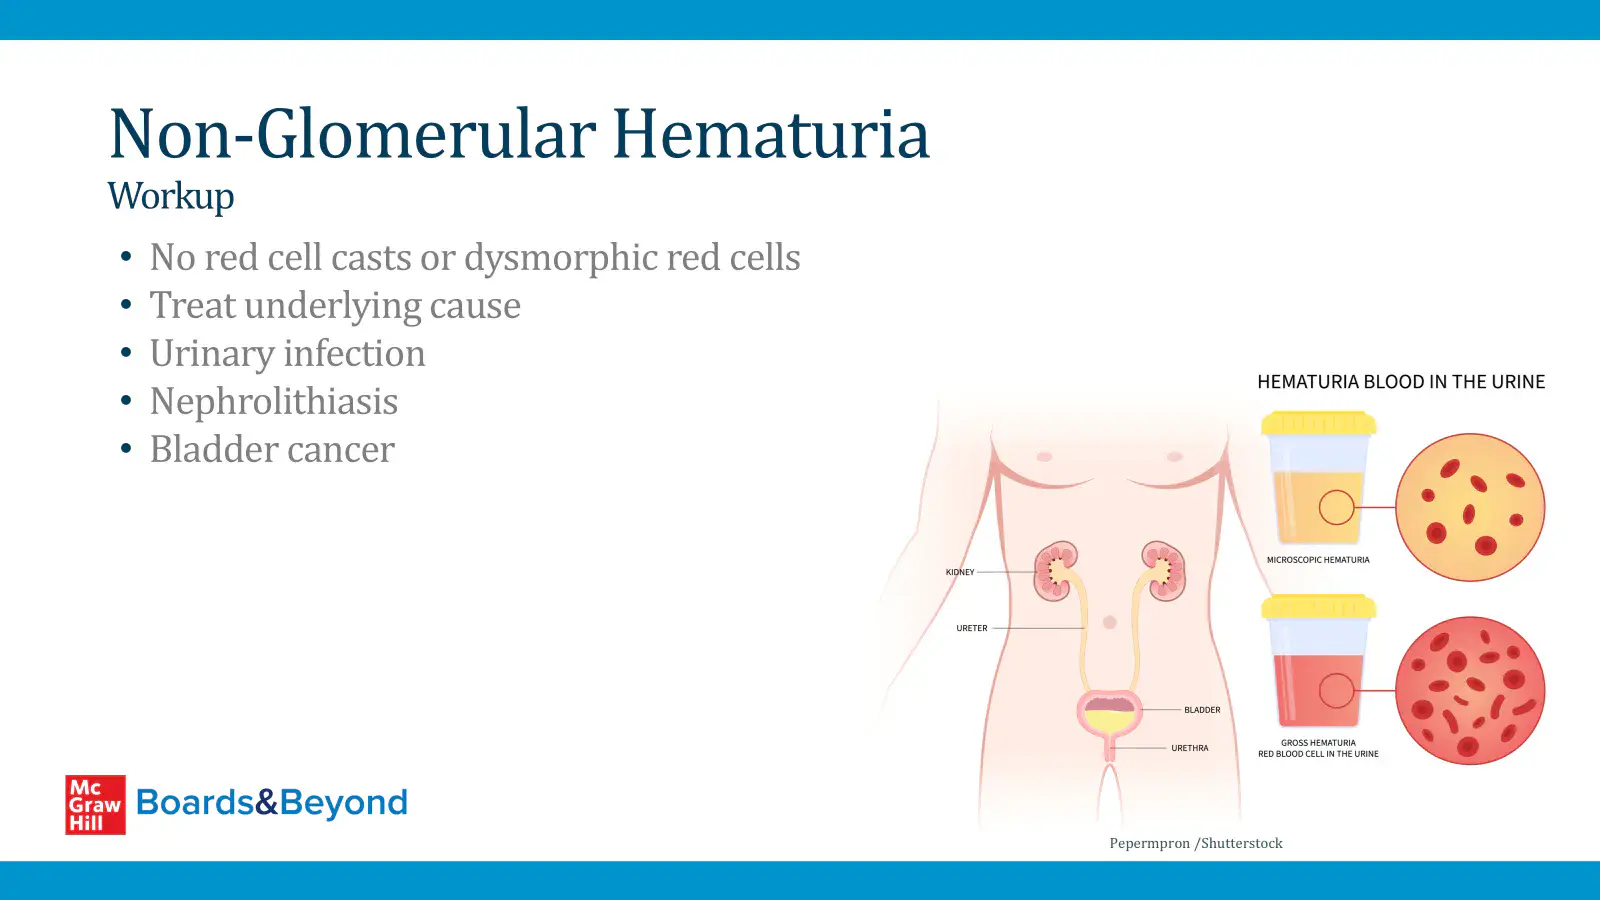 Non-Glomerular Hematuria
Workup
• No red cell casts or dysmorphic red cells
• Treat underlying cause
• Urinary infection
• Nephrolithiasis
• Bladder cancer
HEMATURIA BLOOD IN THE URINE
MICROSCOPIC HEMATURIA
KIDNEY
URETER
BLADDER
URETHRA
GROSS HEMATURIA
RED BLOOD CELL IN THE URINE
Mc
Graw
Hill
Boards&Beyond
Pepermpron /Shutterstock